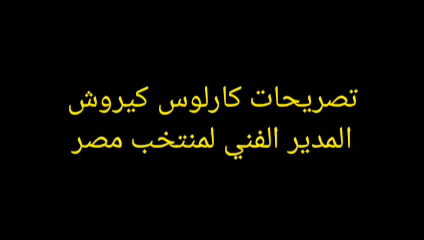 تصريحات كارلوس كيروش
المدير الفني لمنتخب مصر